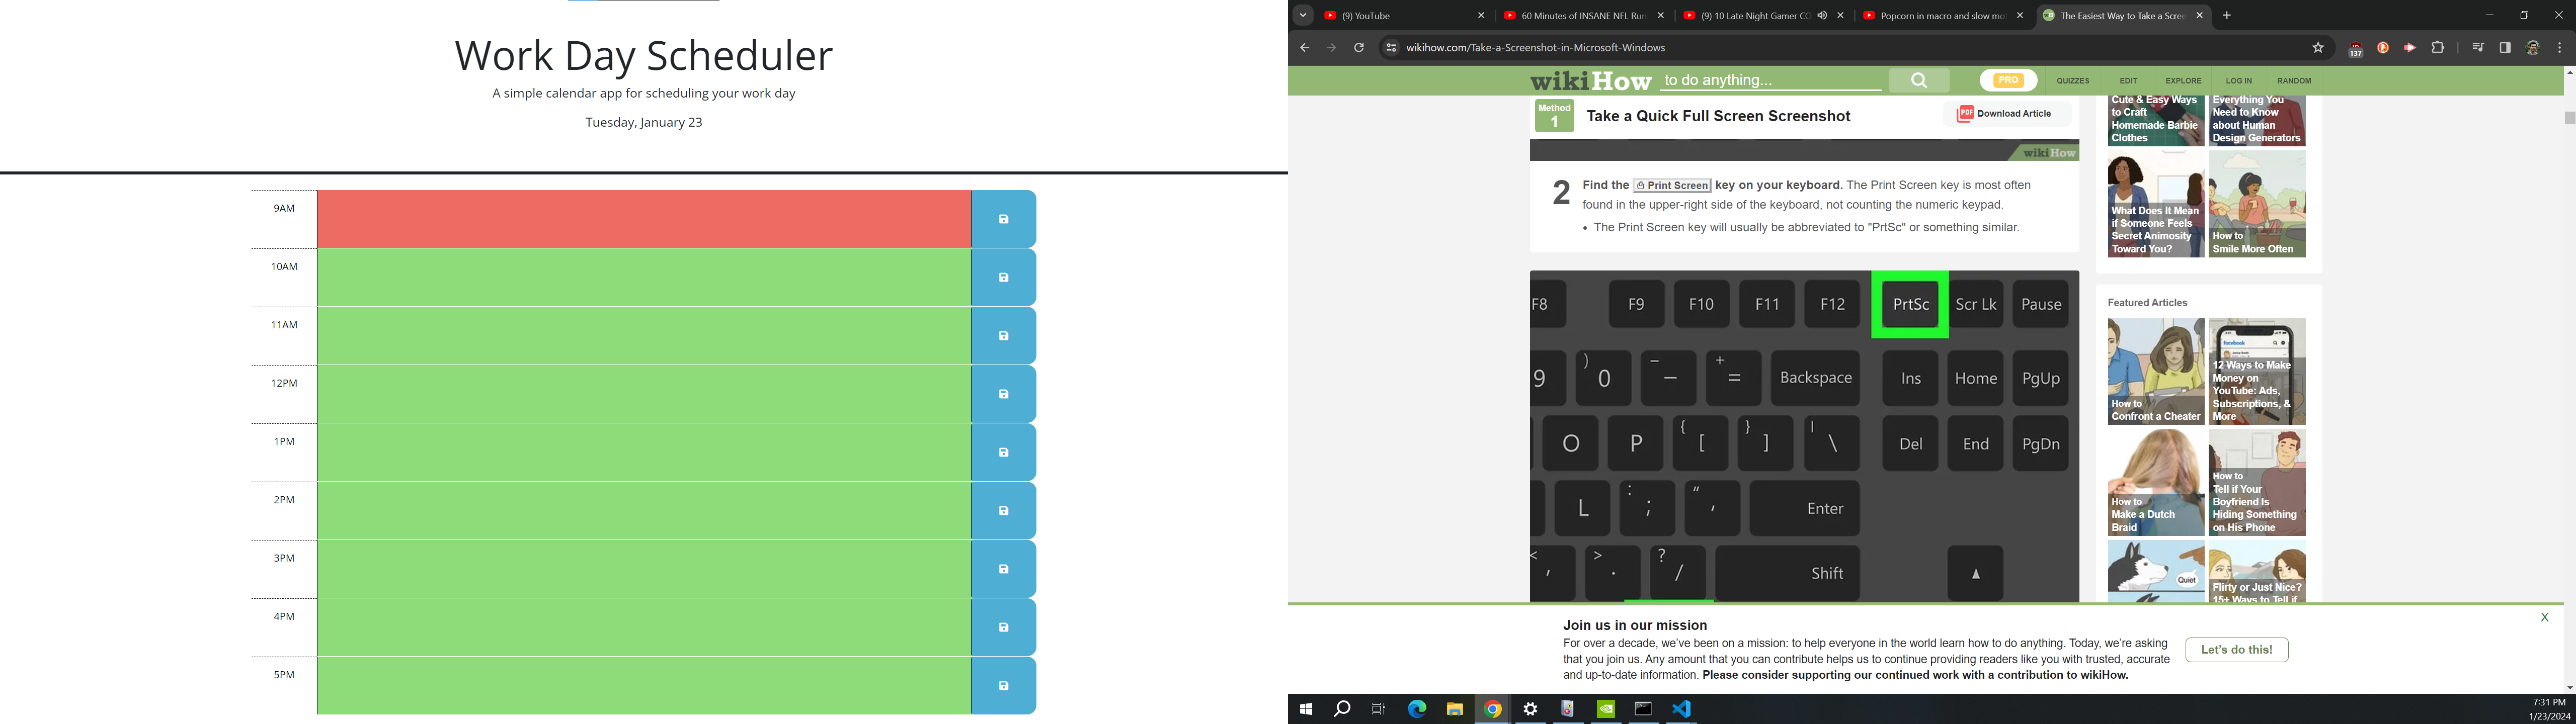 Work Day Scheduler
A simple calendar app for scheduling your work day
Tuesday, January 23
9AM
10AM
11AM
12PM
1PM
2PM
3PM
4PM
5PM
(9) YouTube
60 Minutes of INSANE NFL Run
(9) 10 Late Night Gamer CO
Popcorn in macro and slow mo
The Easiest Way to Take a Scree
wikihow.com/Take-a-Screenshot-in-Microsoft-Windows
137
wikiHow to do anything...
PRO
QUIZZES
EDIT
EXPLORE
LOG IN
RANDOM
Method
1
Take a Quick Full Screen Screenshot
PDF
Download Article
wikiHow
2
Find the Print Screen key on your keyboard. The Print Screen key is most often
found in the upper-right side of the keyboard, not counting the numeric keypad.
• The Print Screen key will usually be abbreviated to "PrtSc" or something similar.
F8 F9 F10 F11 F12 PrtSc Scr Lk Pause
) _ +
9 0 – = Backspace Ins Home PgUp
{ } |
O P [ ] \ Del End PgDn
: "
L ; ' Enter
< > ?
, . / Shift ▲
Cute & Easy Ways
to Craft
Homemade Barbie
Clothes
Everything You
Need to Know
about Human
Design Generators
What Does It Mean
if Someone Feels
Secret Animosity
Toward You?
How to
Smile More Often
Featured Articles
How to
Confront a Cheater
facebook
12 Ways to Make
Money on
YouTube: Ads,
Subscriptions, &
More
How to
Make a Dutch
Braid
How to
Tell if Your
Boyfriend Is
Hiding Something
on His Phone
Quiet
Flirty or Just Nice?
15+ Ways to Tell if
Join us in our mission
For over a decade, we've been on a mission: to help everyone in the world learn how to do anything. Today, we're asking
that you join us. Any amount that you can contribute helps us to continue providing readers like you with trusted, accurate
and up-to-date information. Please consider supporting our continued work with a contribution to wikiHow.
Let's do this!
X
7:31 PM
1/23/2024